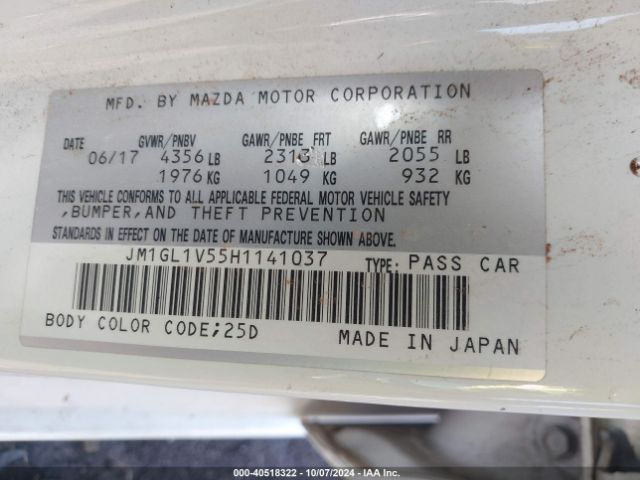 MFD. BY MAZDA MOTOR CORPORATION
DATE GVWR/PNBV GAWR/PNBE FRT GAWR/PNBE RR
06/17 4356 LB 2313 LB 2055 LB
1976 KG 1049 KG 932 KG
THIS VEHICLE CONFORMS TO ALL APPLICABLE FEDERAL MOTOR VEHICLE SAFETY
,BUMPER,AND THEFT PREVENTION
STANDARDS IN EFFECT ON THE DATE OF MANUFACTURE SHOWN ABOVE.
JM1GL1V55H1141037 TYPE: PASS CAR
BODY COLOR CODE;25D MADE IN JAPAN
000-40518322 - 10/07/2024 - IAA Inc.